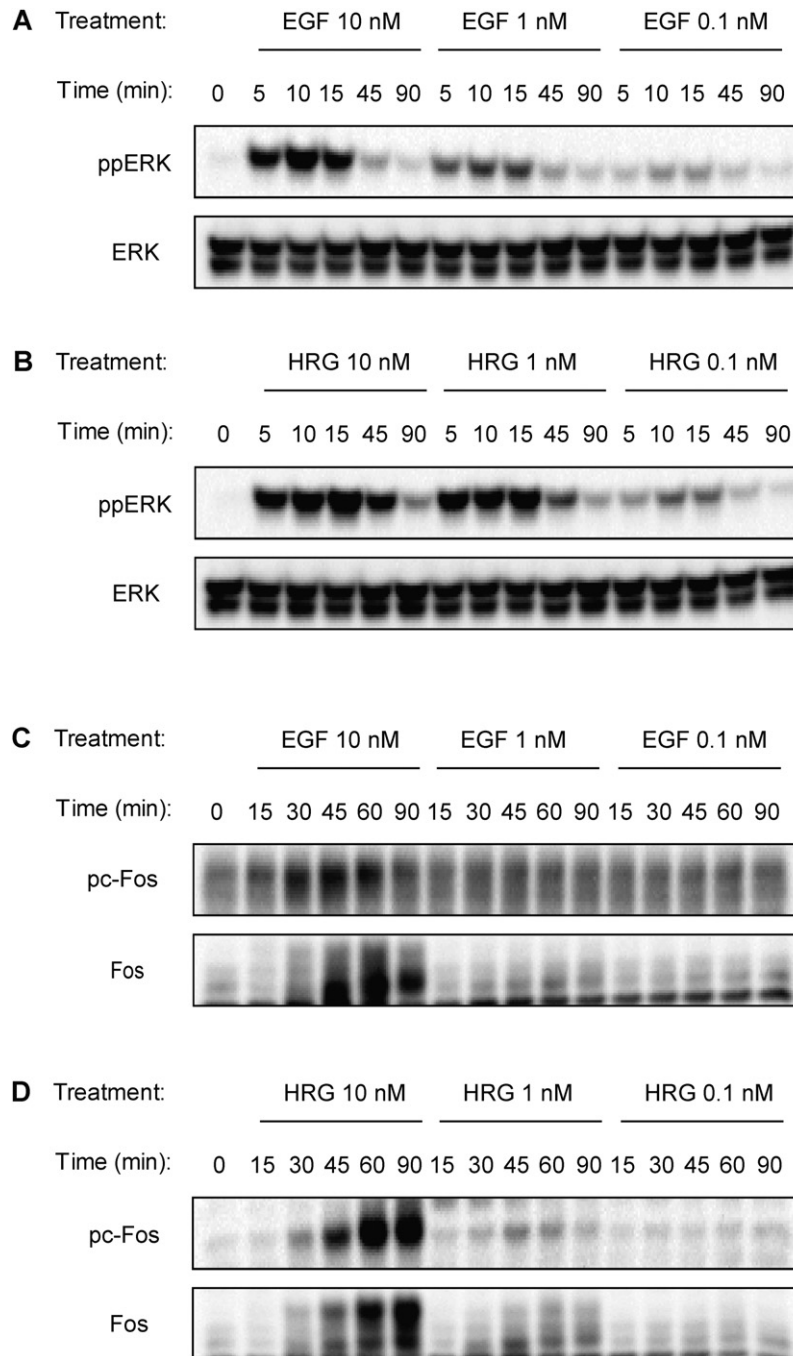 A Treatment: EGF 10 nM EGF 1 nM EGF 0.1 nM
Time (min): 0 5 10 15 45 90 5 10 15 45 90 5 10 15 45 90
ppERK
ERK
B Treatment: HRG 10 nM HRG 1 nM HRG 0.1 nM
Time (min): 0 5 10 15 45 90 5 10 15 45 90 5 10 15 45 90
ppERK
ERK
C Treatment: EGF 10 nM EGF 1 nM EGF 0.1 nM
Time (min): 0 15 30 45 60 90 15 30 45 60 90 15 30 45 60 90
pc-Fos
Fos
D Treatment: HRG 10 nM HRG 1 nM HRG 0.1 nM
Time (min): 0 15 30 45 60 90 15 30 45 60 90 15 30 45 60 90
pc-Fos
Fos